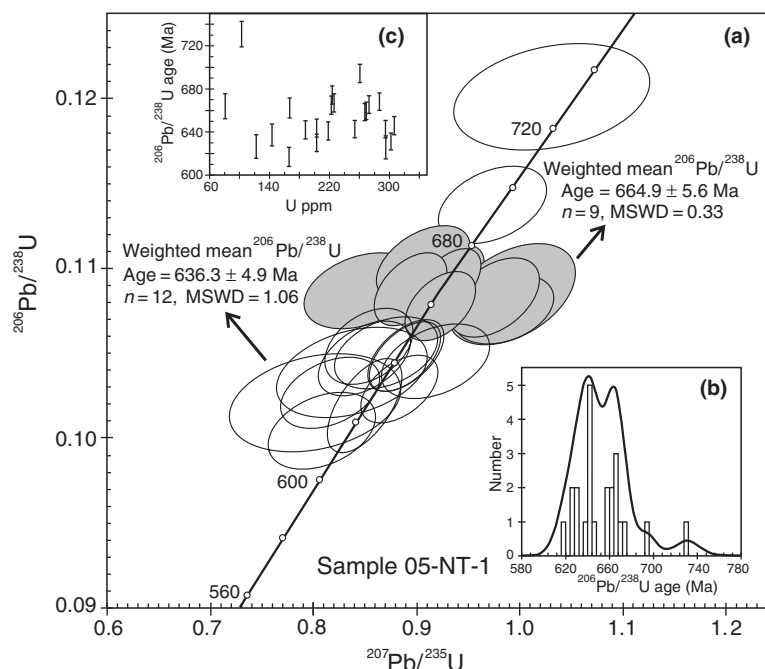 (a)
0.12
0.11
0.10
0.09
0.6
0.7
0.8
0.9
1.0
1.1
1.2
²⁰⁶Pb/²³⁸U
²⁰⁷Pb/²³⁵U
720
680
600
560
Weighted mean ²⁰⁶Pb/²³⁸U
Age = 664.9 ± 5.6 Ma
n = 9, MSWD = 0.33
Weighted mean ²⁰⁶Pb/²³⁸U
Age = 636.3 ± 4.9 Ma
n = 12, MSWD = 1.06
Sample 05-NT-1
(c)
²⁰⁶Pb/²³⁸U age (Ma)
720
680
640
600
60
140
220
300
U ppm
(b)
Number
5
4
3
2
1
0
580
620
660
700
740
780
²⁰⁶Pb/²³⁸U age (Ma)